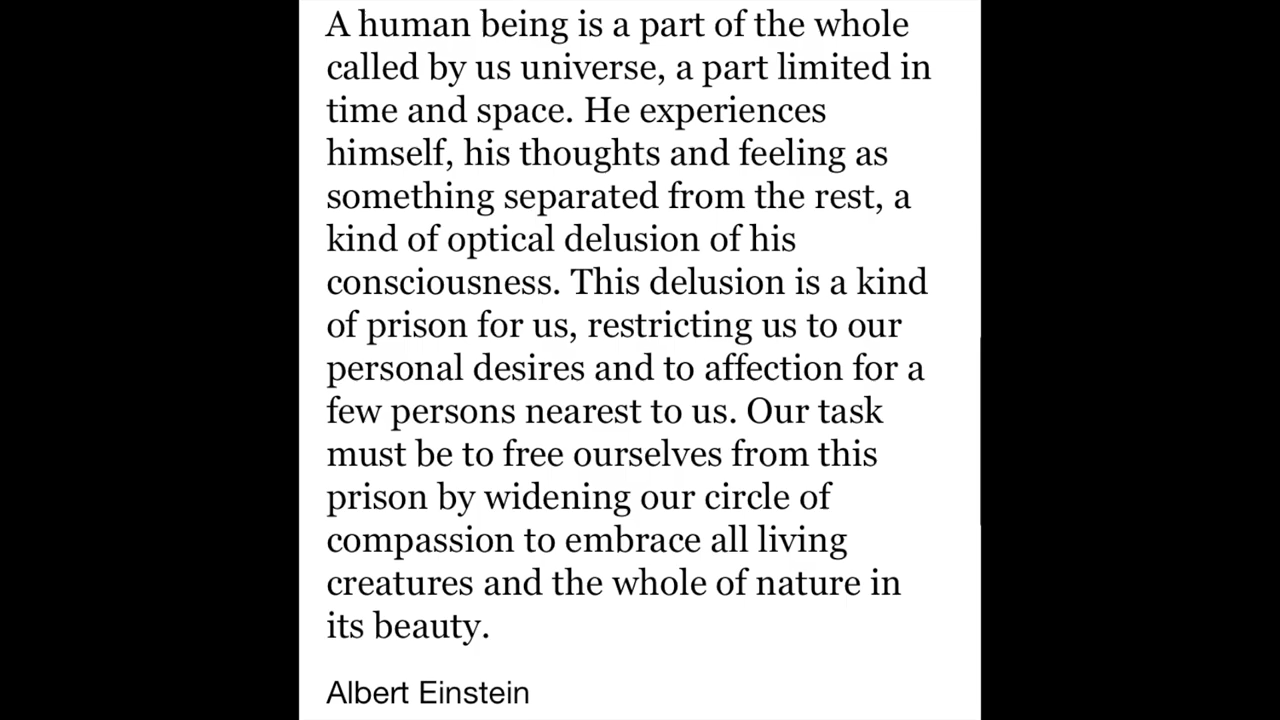 A human being is a part of the whole
called by us universe, a part limited in
time and space. He experiences
himself, his thoughts and feeling as
something separated from the rest, a
kind of optical delusion of his
consciousness. This delusion is a kind
of prison for us, restricting us to our
personal desires and to affection for a
few persons nearest to us. Our task
must be to free ourselves from this
prison by widening our circle of
compassion to embrace all living
creatures and the whole of nature in
its beauty.
Albert Einstein